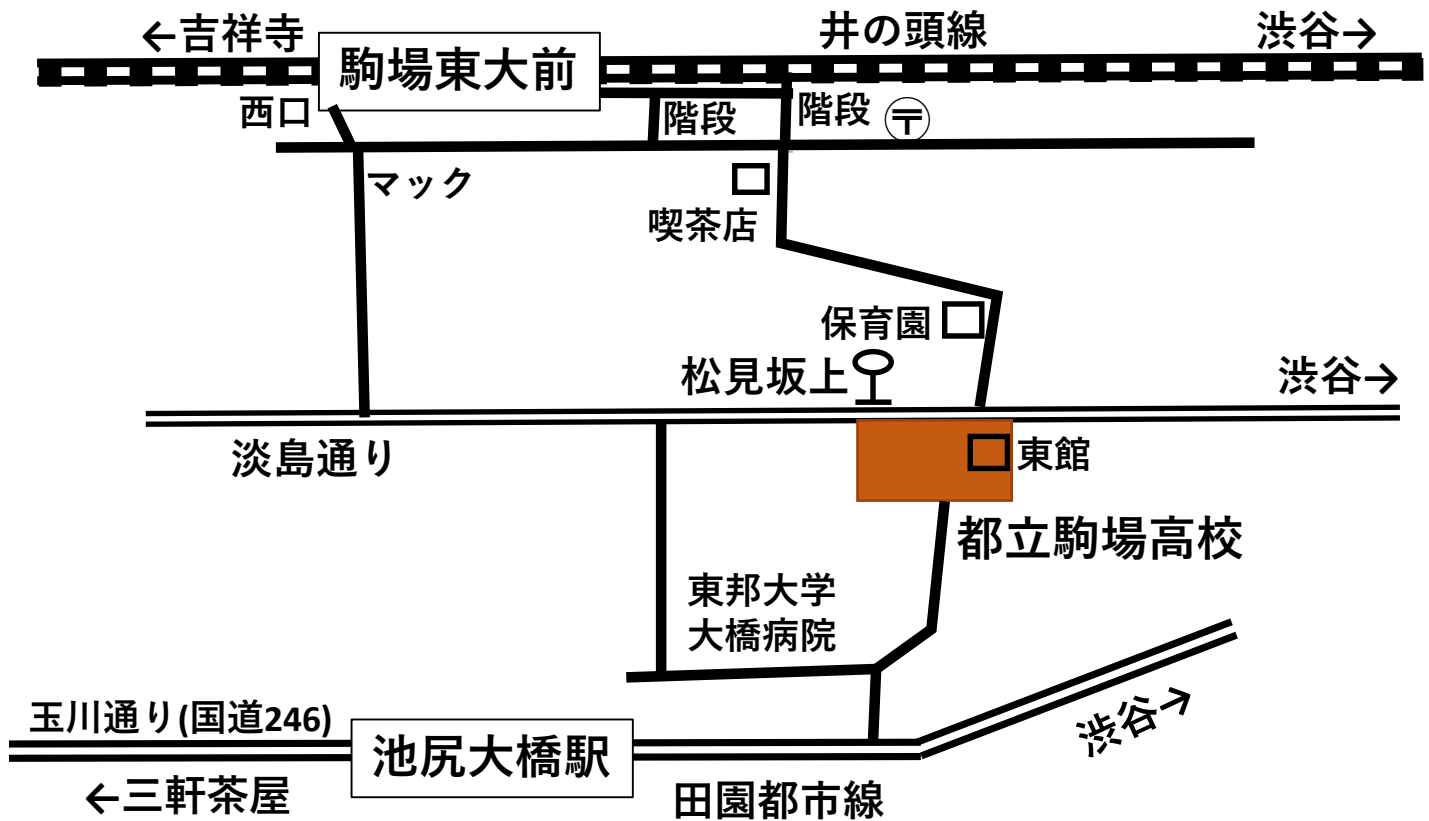 ←吉祥寺
井の頭線
渋谷→
駒場東大前
西口
階段
階段
〒
マック
喫茶店
保育園
松見坂上
渋谷→
淡島通り
東館
都立駒場高校
東邦大学
大橋病院
玉川通り(国道246)
渋谷→
池尻大橋駅
←三軒茶屋
田園都市線